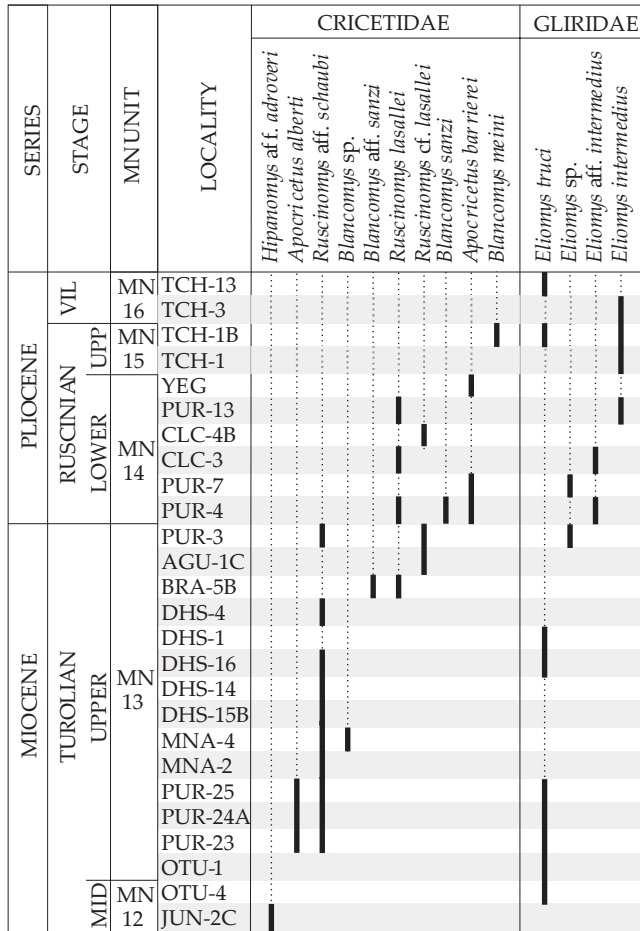 CRICETIDAE GLIRIDAE
SERIES
STAGE
MN UNIT
LOCALITY
Hipanomys aff. adroveri
Apocricetus alberti
Ruscinomys aff. schaubi
Blancomys sp.
Blancomys aff. sanzi
Ruscinomys lasallei
Ruscinomys cf. lasallei
Blancomys sanzi
Apocricetus barrierei
Blancomys meini
Eliomys truci
Eliomys sp.
Eliomys aff. intermedius
Eliomys intermedius
PLIOCENE
MIOCENE
VIL
RUSCINIAN
UPP
LOWER
TUROLIAN
UPPER
MID
MN
16
MN
15
MN
14
MN
13
MN
12
TCH-13
TCH-3
TCH-1B
TCH-1
YEG
PUR-13
CLC-4B
CLC-3
PUR-7
PUR-4
PUR-3
AGU-1C
BRA-5B
DHS-4
DHS-1
DHS-16
DHS-14
DHS-15B
MNA-4
MNA-2
PUR-25
PUR-24A
PUR-23
OTU-1
OTU-4
JUN-2C